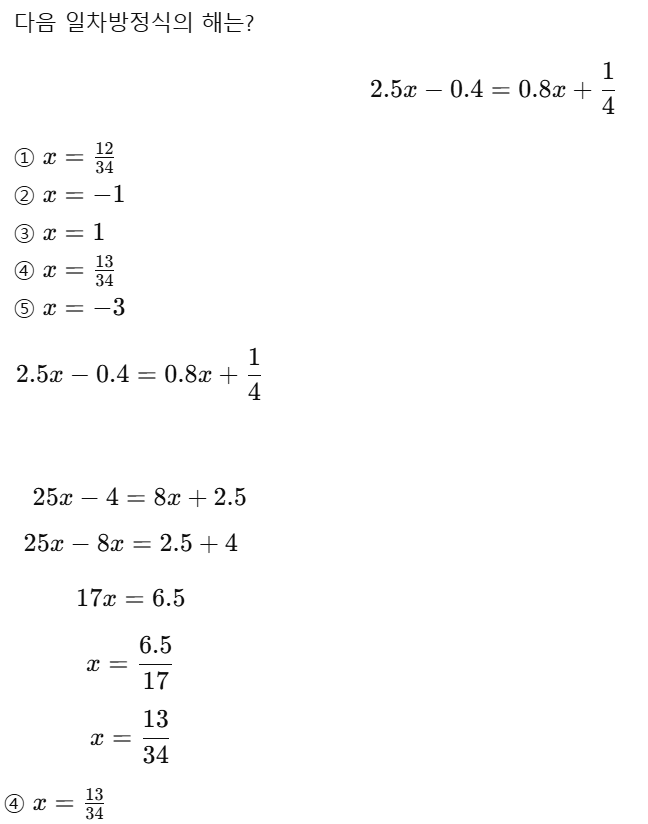 다음 일차방정식의 해는?
2.5x − 0.4 = 0.8x + 1/4
① x = 12/34
② x = −1
③ x = 1
④ x = 13/34
⑤ x = −3
2.5x − 0.4 = 0.8x + 1/4
25x − 4 = 8x + 2.5
25x − 8x = 2.5 + 4
17x = 6.5
x = 6.5/17
x = 13/34
④ x = 13/34